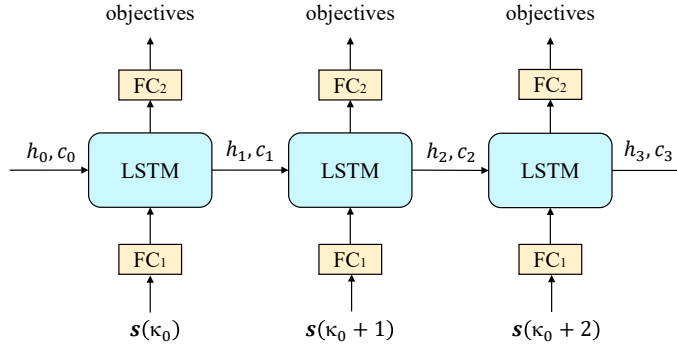 objectives objectives objectives
FC₂ FC₂ FC₂
h₀, c₀ LSTM h₁, c₁ LSTM h₂, c₂ LSTM h₃, c₃
FC₁ FC₁ FC₁
s(κ₀) s(κ₀ + 1) s(κ₀ + 2)